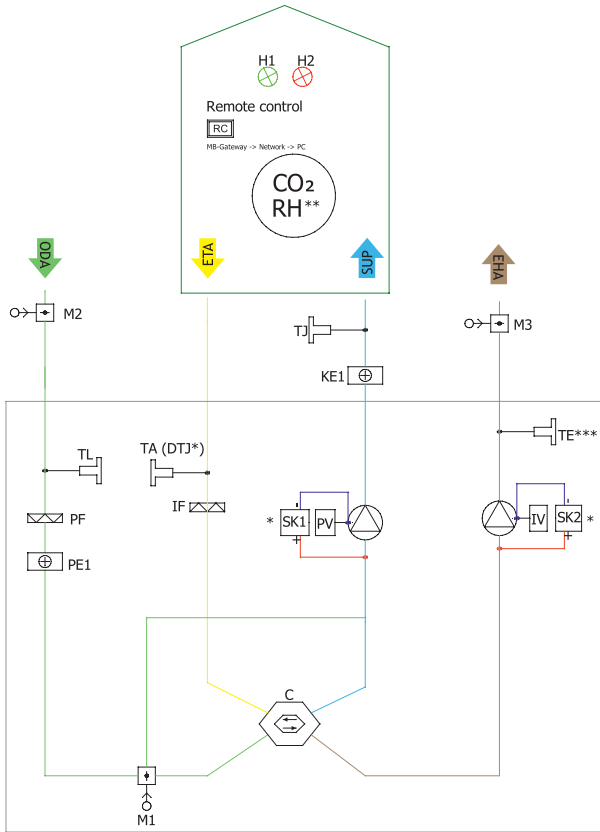 H1 H2
Remote control
RC
MB-Gateway -> Network -> PC
CO₂
RH**
ODA
ETA
SUP
EHA
M2
TJ
M3
KE1
TL
TA (DTJ*)
TE***
PF
IF
* SK1 PV
IV SK2 *
PE1
C
M1